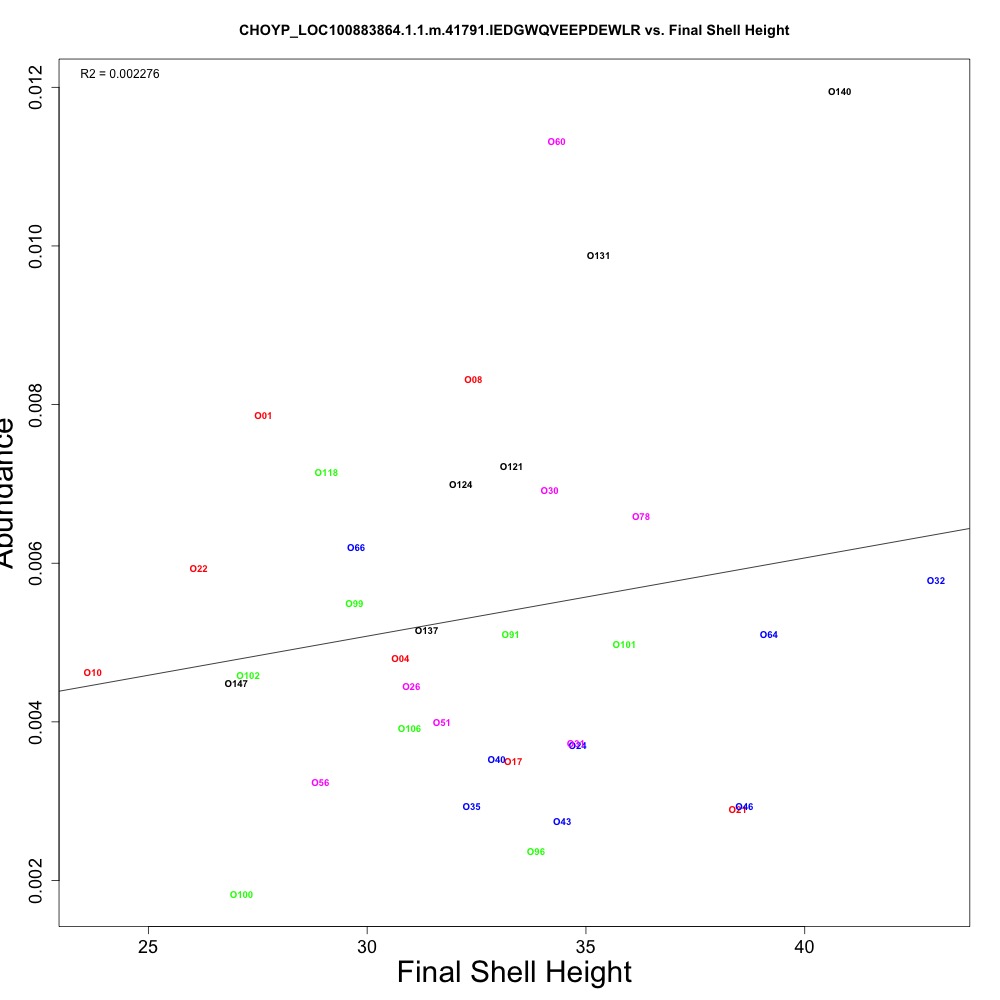 CHOYP_LOC100883864.1.1.m.41791.IEDGWQVEEPDEWLR vs. Final Shell Height
R2 = 0.002276
0.012
0.010
0.008
0.006
0.004
0.002
Abundance
O140
O60
O131
O08
O01
O121
O118
O124
O30
O78
O66
O22
O32
O99
O137
O91
O64
O101
O04
O10
O102
O147
O26
O51
O106
O24
O40
O17
O56
O35
O46
O21
O43
O96
O100
25
30
35
40
Final Shell Height